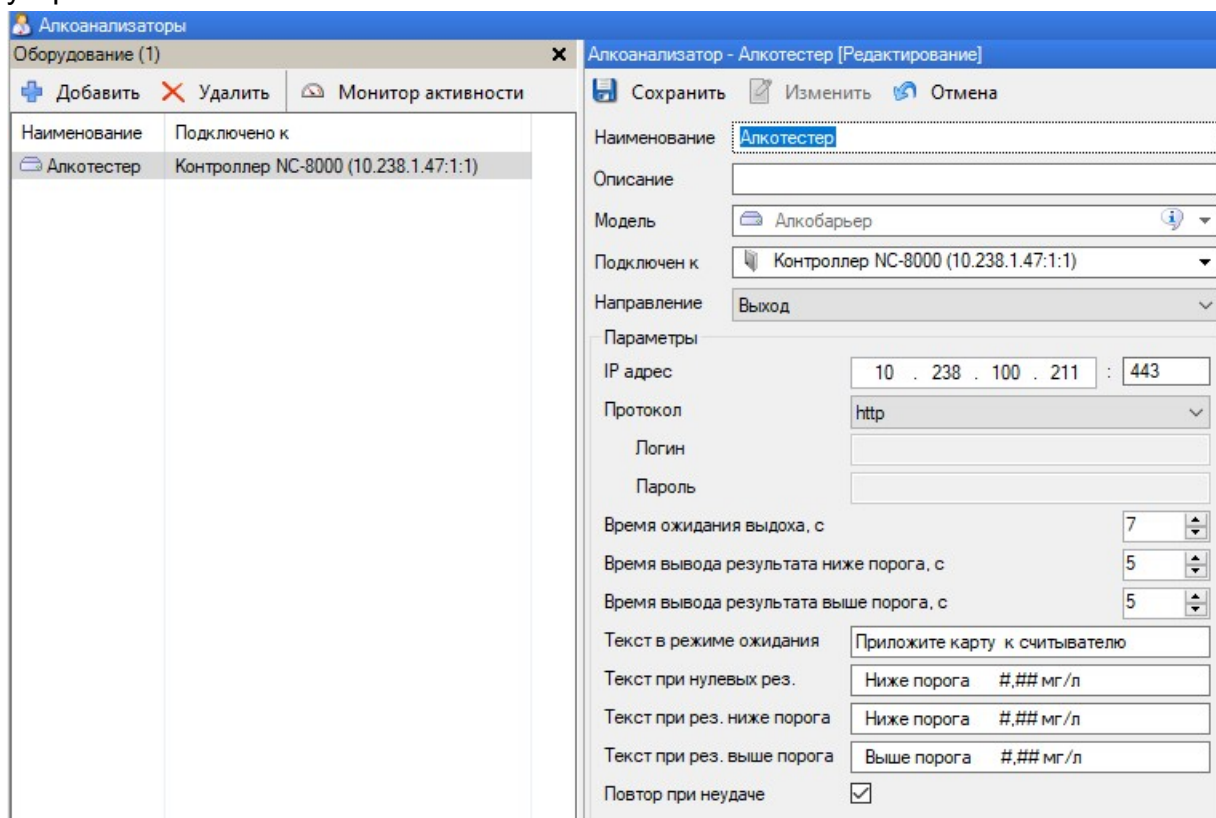 Алкоанализаторы
Оборудование (1)
Добавить Удалить Монитор активности
Наименование Подключено к
Алкотестер Контроллер NC-8000 (10.238.1.47:1:1)
Алкоанализатор - Алкотестер [Редактирование]
Сохранить Изменить Отмена
Наименование Алкотестер
Описание
Модель Алкобарьер
Подключен к Контроллер NC-8000 (10.238.1.47:1:1)
Направление Выход
Параметры
IP адрес 10 . 238 . 100 . 211 : 443
Протокол http
Логин
Пароль
Время ожидания выдоха, с 7
Время вывода результата ниже порога, с 5
Время вывода результата выше порога, с 5
Текст в режиме ожидания Приложите карту к считывателю
Текст при нулевых рез. Ниже порога #,## мг/л
Текст при рез. ниже порога Ниже порога #,## мг/л
Текст при рез. выше порога Выше порога #,## мг/л
Повтор при неудаче